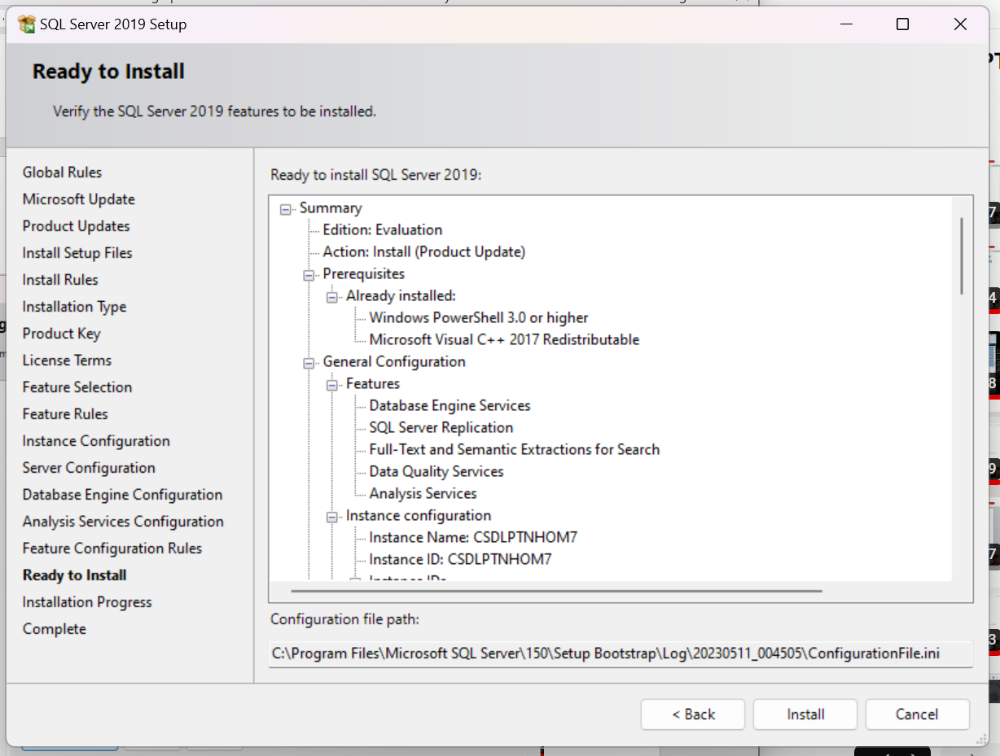 SQL Server 2019 Setup
Ready to Install
Verify the SQL Server 2019 features to be installed.
Global Rules
Microsoft Update
Product Updates
Install Setup Files
Install Rules
Installation Type
Product Key
License Terms
Feature Selection
Feature Rules
Instance Configuration
Server Configuration
Database Engine Configuration
Analysis Services Configuration
Feature Configuration Rules
Ready to Install
Installation Progress
Complete
Ready to install SQL Server 2019:
Summary
Edition: Evaluation
Action: Install (Product Update)
Prerequisites
Already installed:
Windows PowerShell 3.0 or higher
Microsoft Visual C++ 2017 Redistributable
General Configuration
Features
Database Engine Services
SQL Server Replication
Full-Text and Semantic Extractions for Search
Data Quality Services
Analysis Services
Instance configuration
Instance Name: CSDLPTNHOM7
Instance ID: CSDLPTNHOM7
Instance IDs
Configuration file path:
C:\Program Files\Microsoft SQL Server\150\Setup Bootstrap\Log\20230511_004505\ConfigurationFile.ini
< Back
Install
Cancel